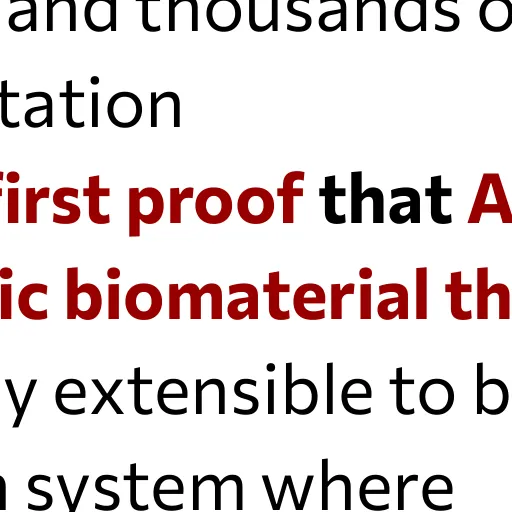 and thousands o
tation
first proof that A
ic biomaterial th
y extensible to b
n system where